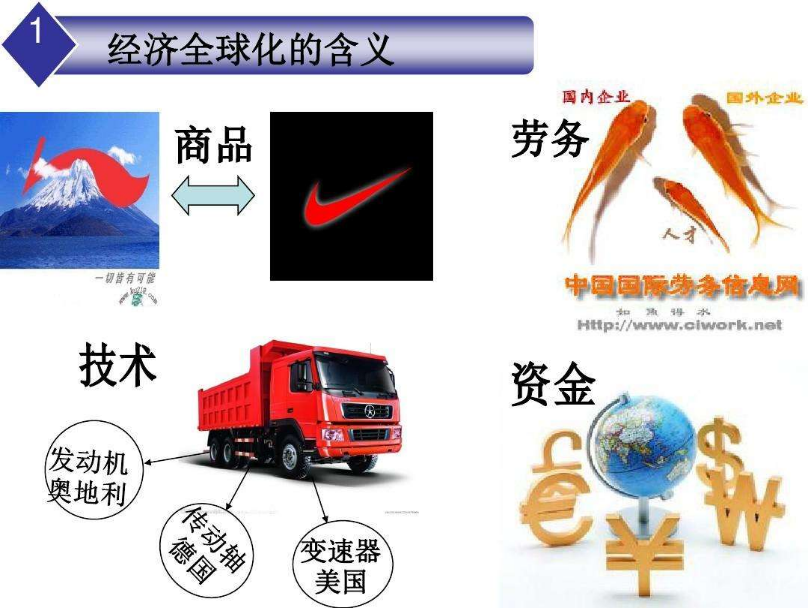 1
经济全球化的含义
商品
一切皆有可能
劳务
国内企业
国外企业
人才
中国国际劳务信息网
如鱼得水
Http://www.ciwork.net
技术
发动机
奥地利
传动轴
德国
变速器
美国
资金
£
$
€
₩
¥